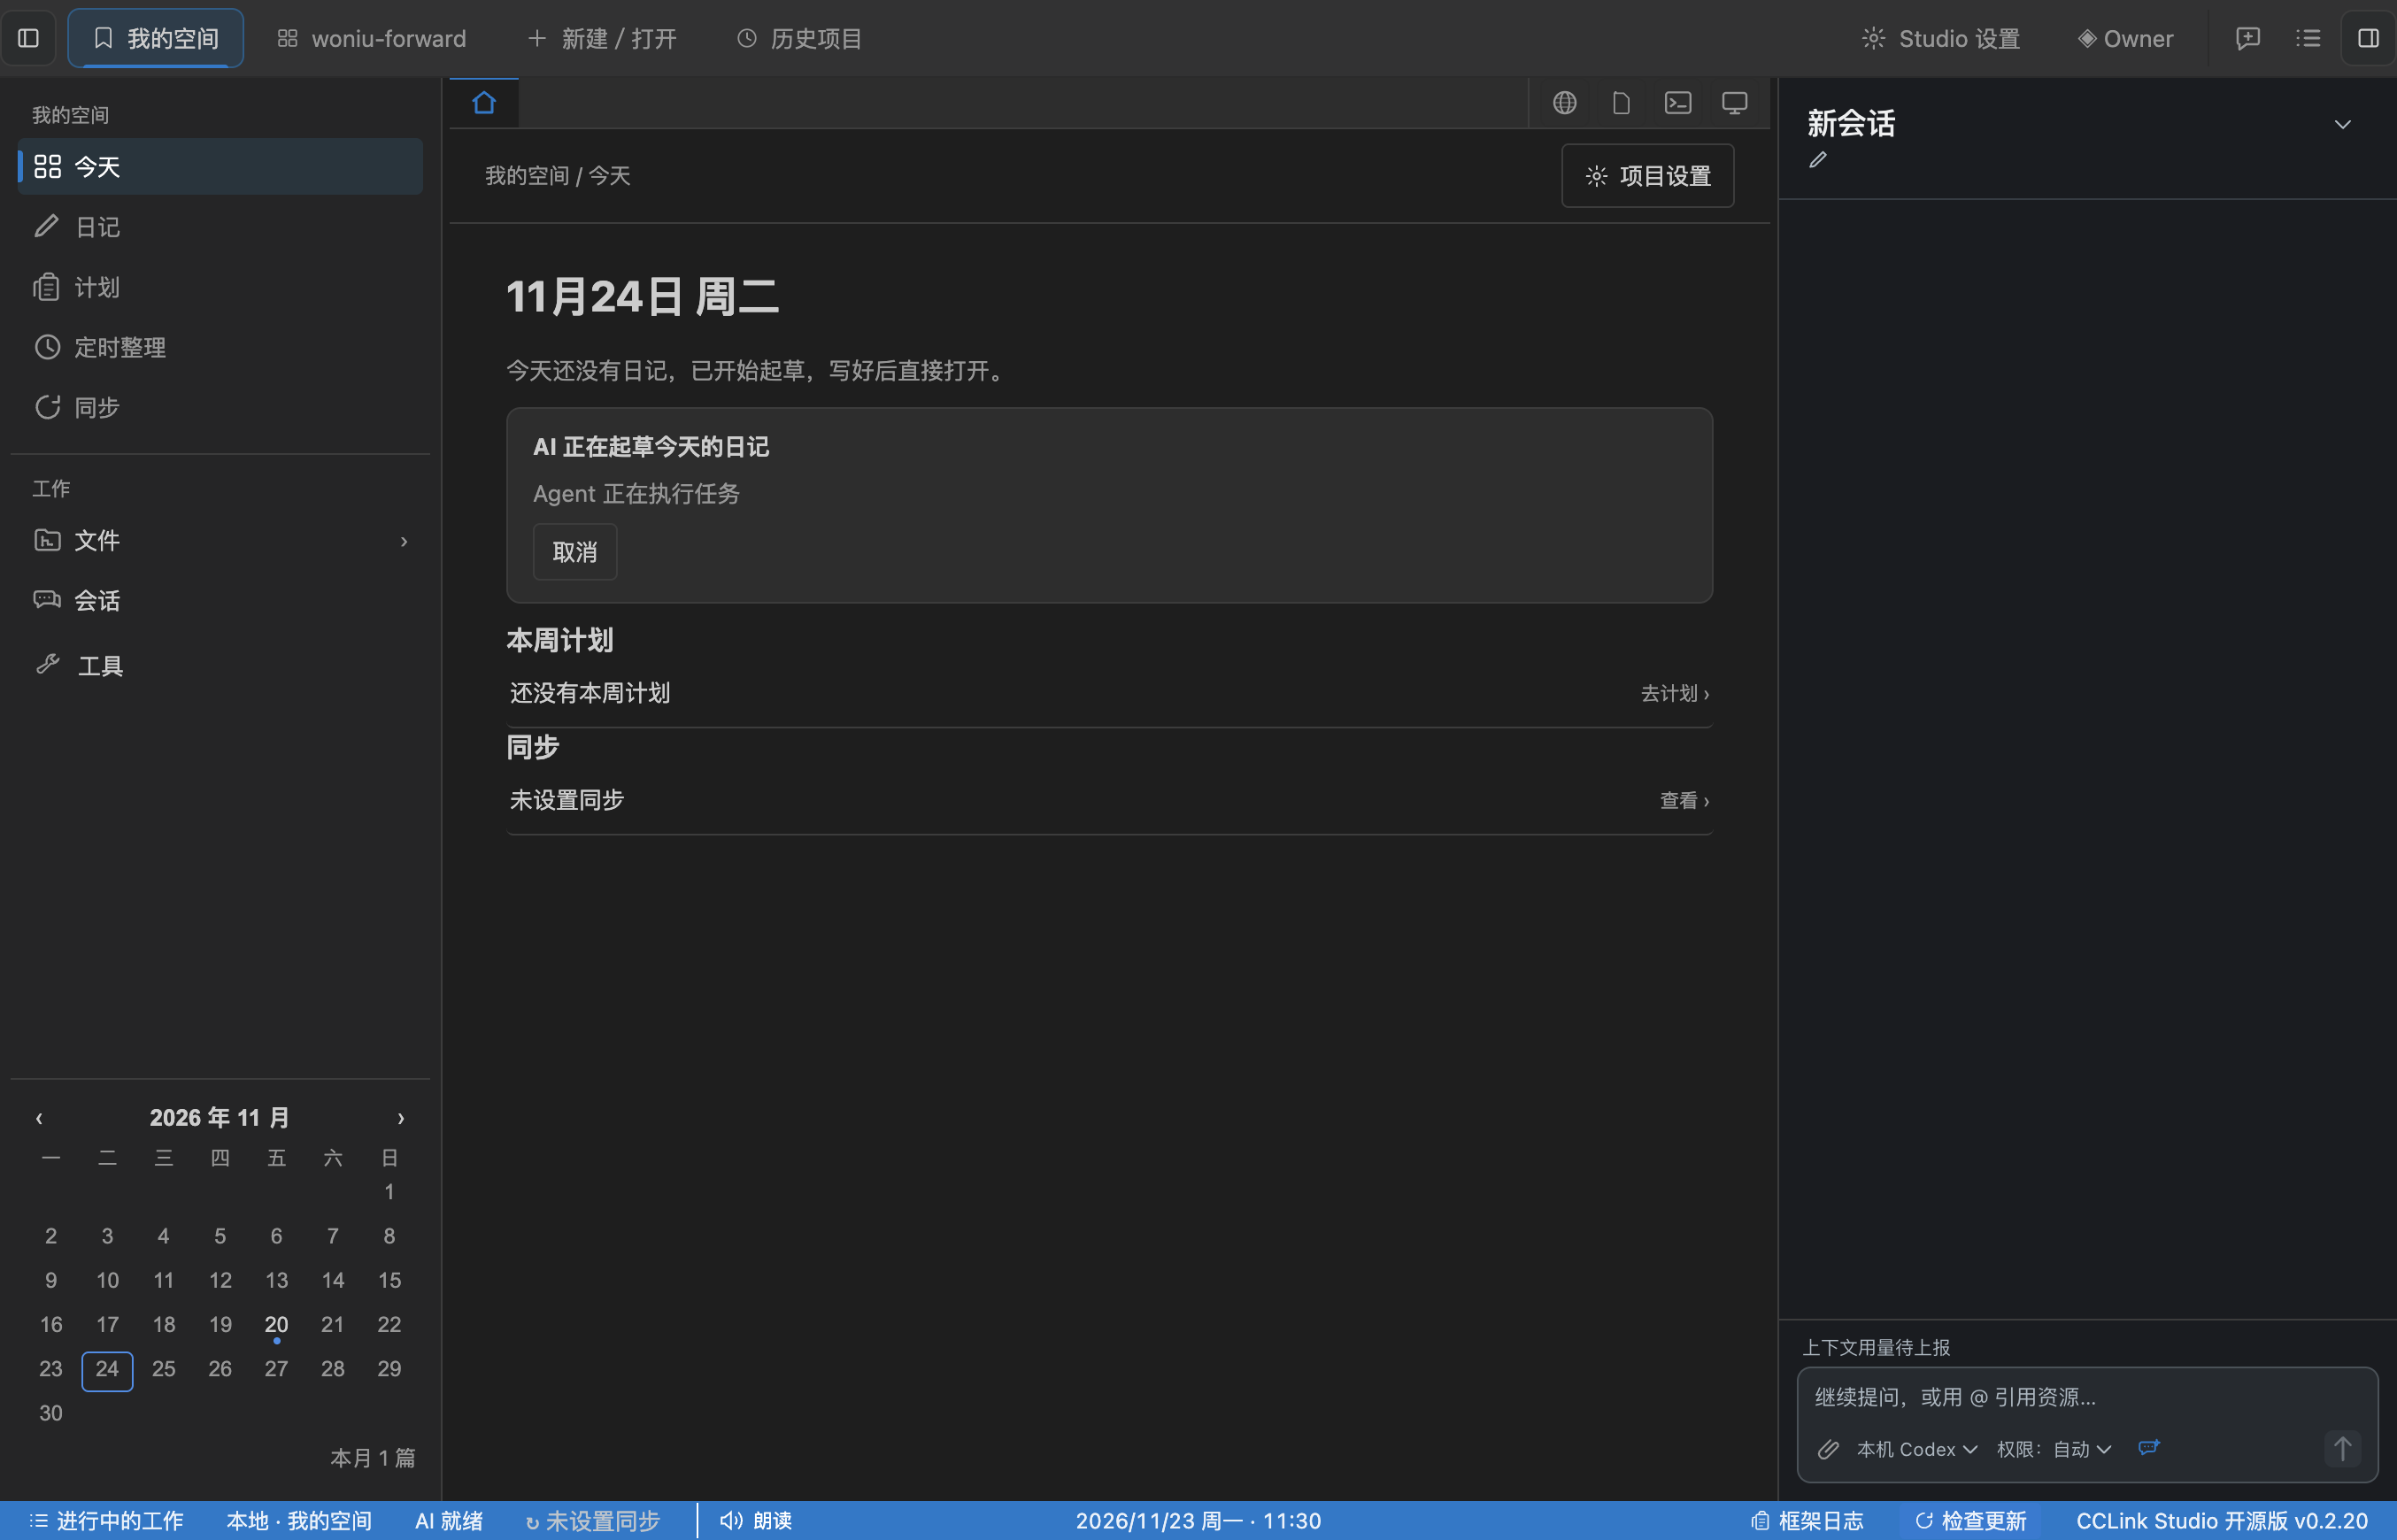 我的空间 woniu-forward 新建 / 打开 历史项目 Studio 设置 Owner
我的空间
今天
日记
计划
定时整理
同步
工作
文件
会话
工具
2026 年 11 月
一 二 三 四 五 六 日
1
2 3 4 5 6 7 8
9 10 11 12 13 14 15
16 17 18 19 20 21 22
23 24 25 26 27 28 29
30
本月 1 篇
我的空间 / 今天
项目设置
11月24日 周二
今天还没有日记，已开始起草，写好后直接打开。
AI 正在起草今天的日记
Agent 正在执行任务
取消
本周计划
还没有本周计划 去计划 ›
同步
未设置同步 查看 ›
新会话
上下文用量待上报
继续提问，或用 @ 引用资源...
本机 Codex 权限：自动
进行中的工作 本地 · 我的空间 AI 就绪 未设置同步 朗读 2026/11/23 周一 · 11:30 框架日志 检查更新 CCLink Studio 开源版 v0.2.20